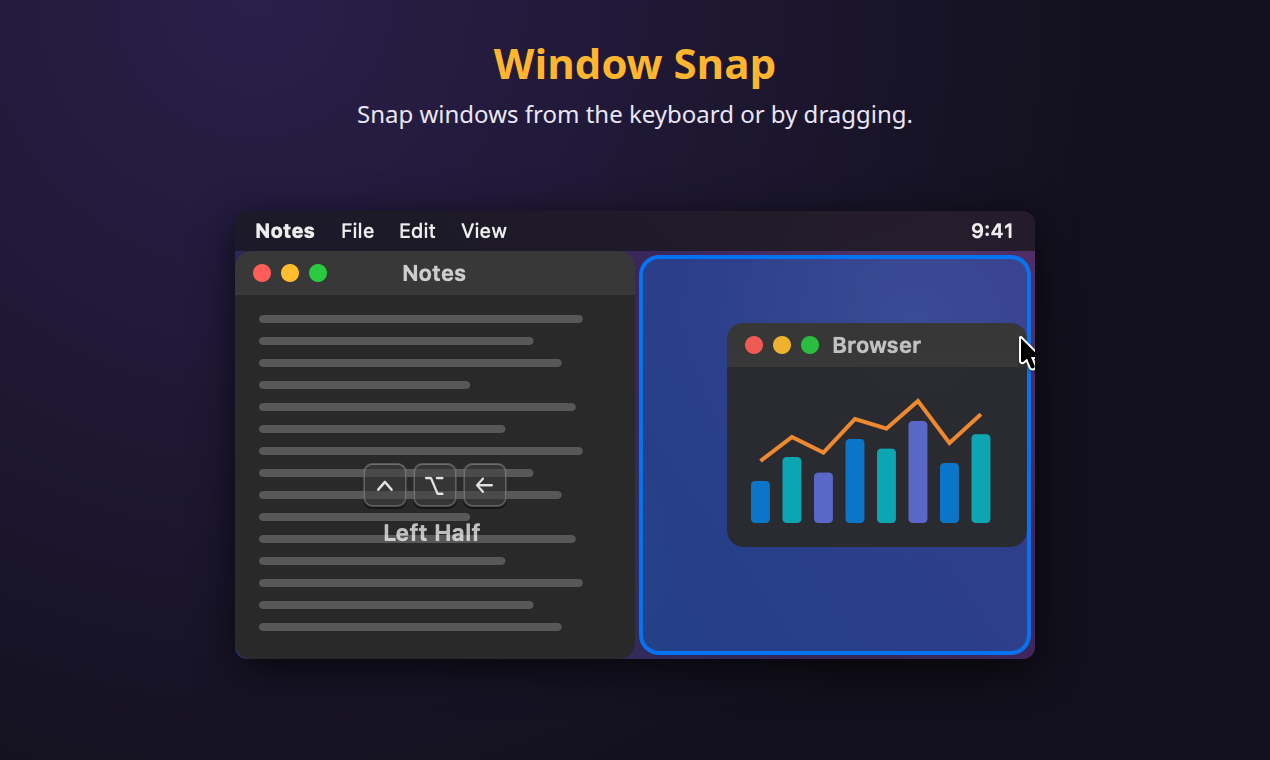 Window Snap
Snap windows from the keyboard or by dragging.
Notes File Edit View 9:41
Notes
Browser
^ ⌥ ←
Left Half